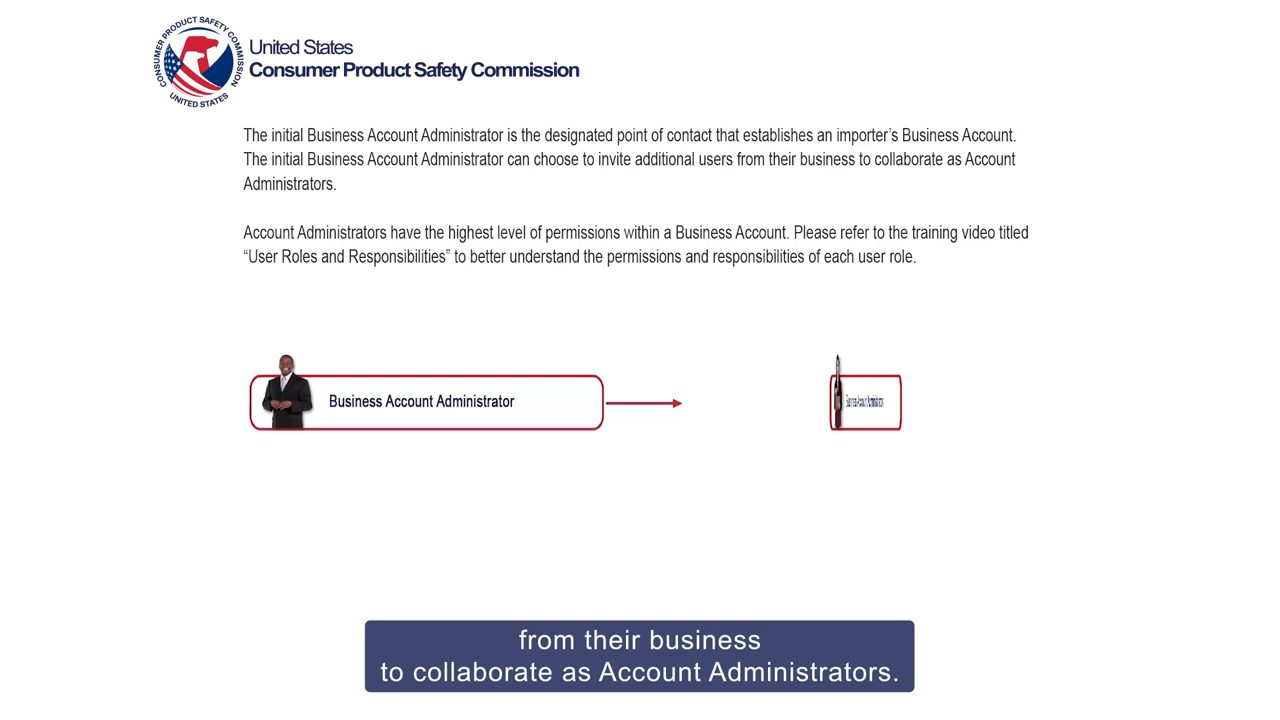 CONSUMER PRODUCT SAFETY COMMISSION
UNITED STATES
United States
Consumer Product Safety Commission
The initial Business Account Administrator is the designated point of contact that establishes an importer’s Business Account.
The initial Business Account Administrator can choose to invite additional users from their business to collaborate as Account
Administrators.
Account Administrators have the highest level of permissions within a Business Account. Please refer to the training video titled
“User Roles and Responsibilities” to better understand the permissions and responsibilities of each user role.
Business Account Administrator
Business Account Administrator
from their business
to collaborate as Account Administrators.